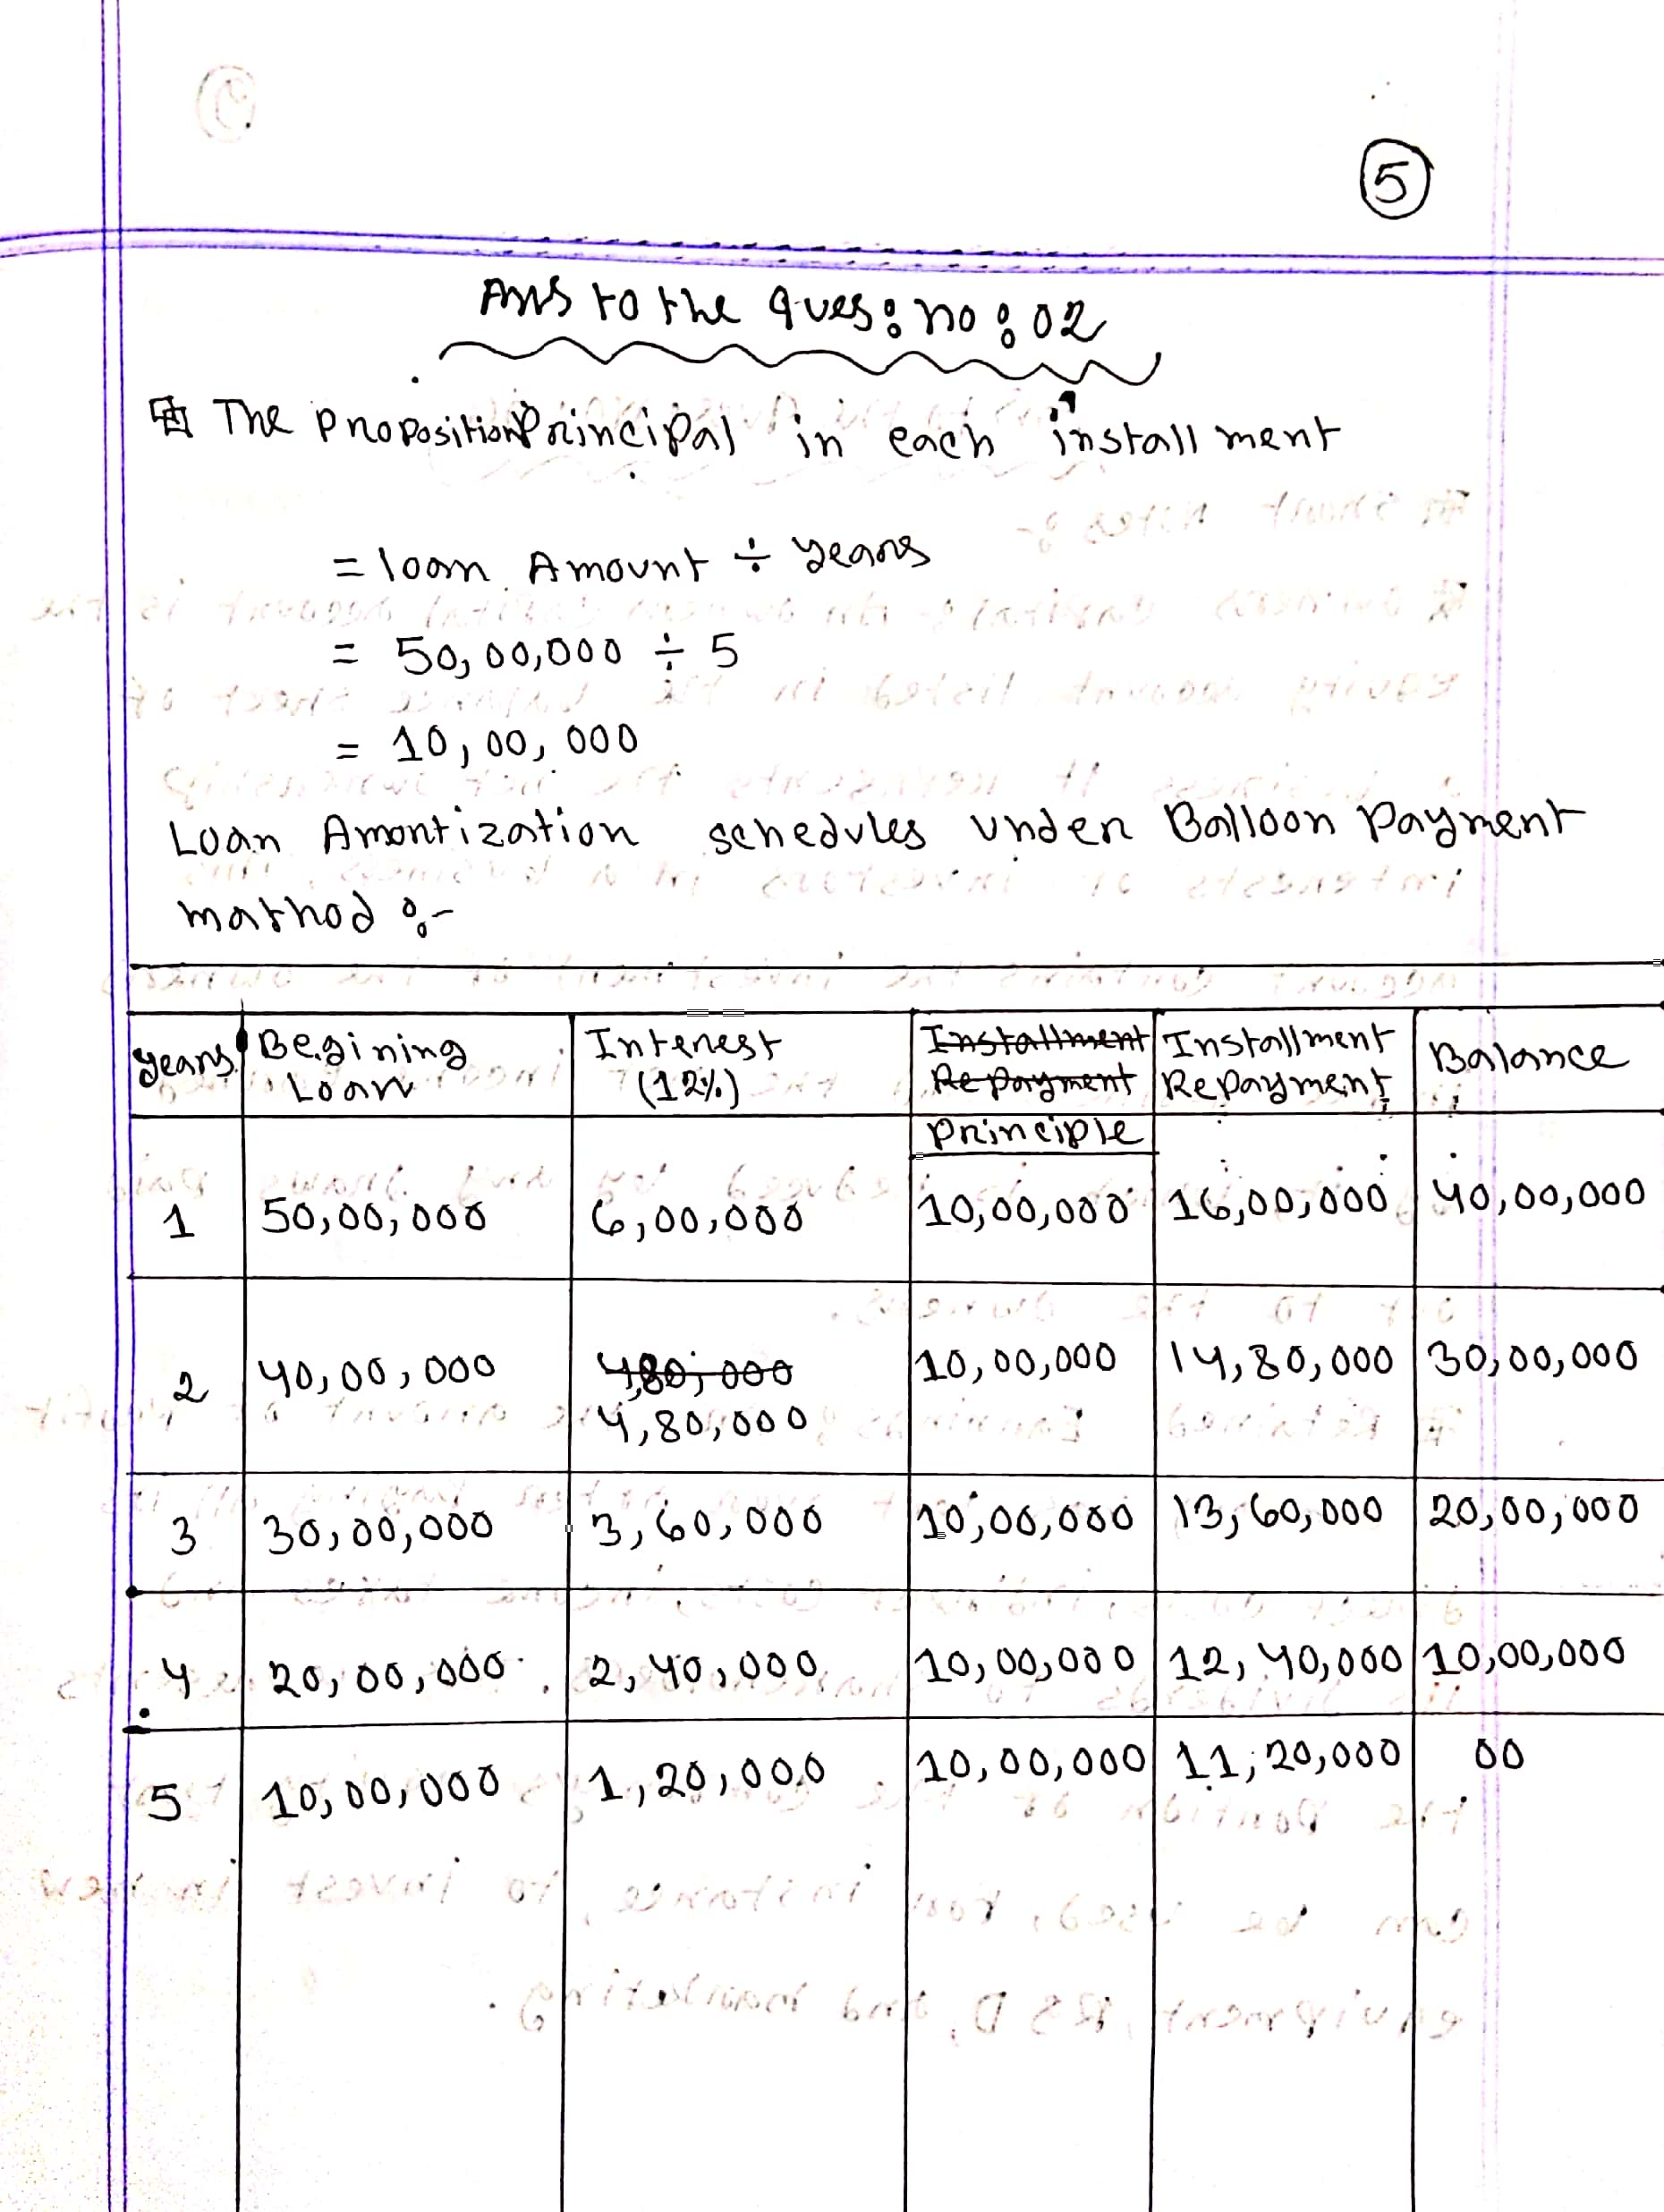 5
Ans to the ques: no: 02
The Proposition Principal in each installment
= loan Amount ÷ years
= 50,00,000 ÷ 5
= 10,00,000
Loan Amortization schedules under Balloon Payment
mathod :-
years Begining Loan Interest (12%) Installment Repayment Principle Installment Repayment Balance
1 50,00,000 6,00,000 10,00,000 16,00,000 40,00,000
2 40,00,000 480,000 4,80,000 10,00,000 14,80,000 30,00,000
3 30,00,000 3,60,000 10,00,000 13,60,000 20,00,000
4 20,00,000 2,40,000 10,00,000 12,40,000 10,00,000
5 10,00,000 1,20,000 10,00,000 11,20,000 00